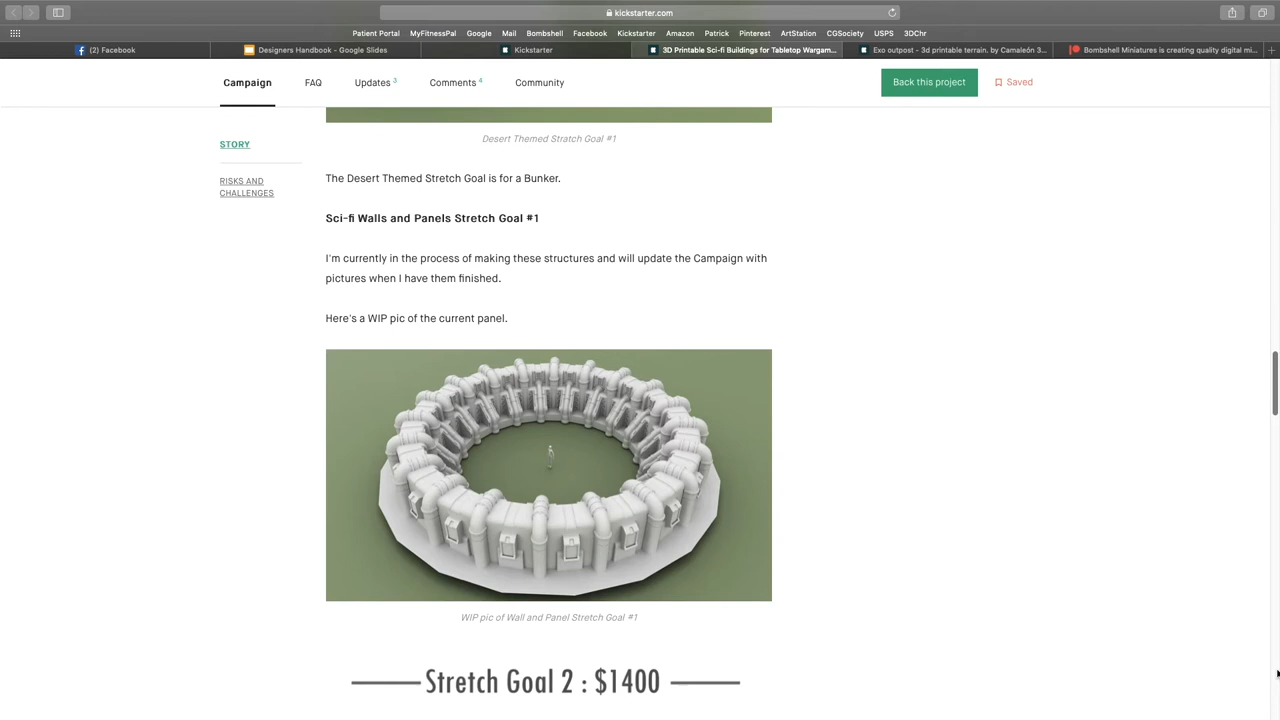 kickstarter.com
Patient Portal MyFitnessPal Google Mail Bombshell Facebook Kickstarter Amazon Patrick Pinterest ArtStation CGSociety USPS 3DChr
(2) Facebook
Designers Handbook - Google Slides
Kickstarter
3D Printable Sci-fi Buildings for Tabletop Wargam...
Exo outpost - 3d printable terrain. by Camaleón 3...
Bombshell Miniatures is creating quality digital mi...
Campaign FAQ Updates 3 Comments 4 Community
Back this project
Saved
STORY
RISKS AND
CHALLENGES
Desert Themed Stratch Goal #1
The Desert Themed Stretch Goal is for a Bunker.
Sci-fi Walls and Panels Stretch Goal #1
I'm currently in the process of making these structures and will update the Campaign with
pictures when I have them finished.
Here's a WIP pic of the current panel.
WIP pic of Wall and Panel Stretch Goal #1
Stretch Goal 2 : $1400